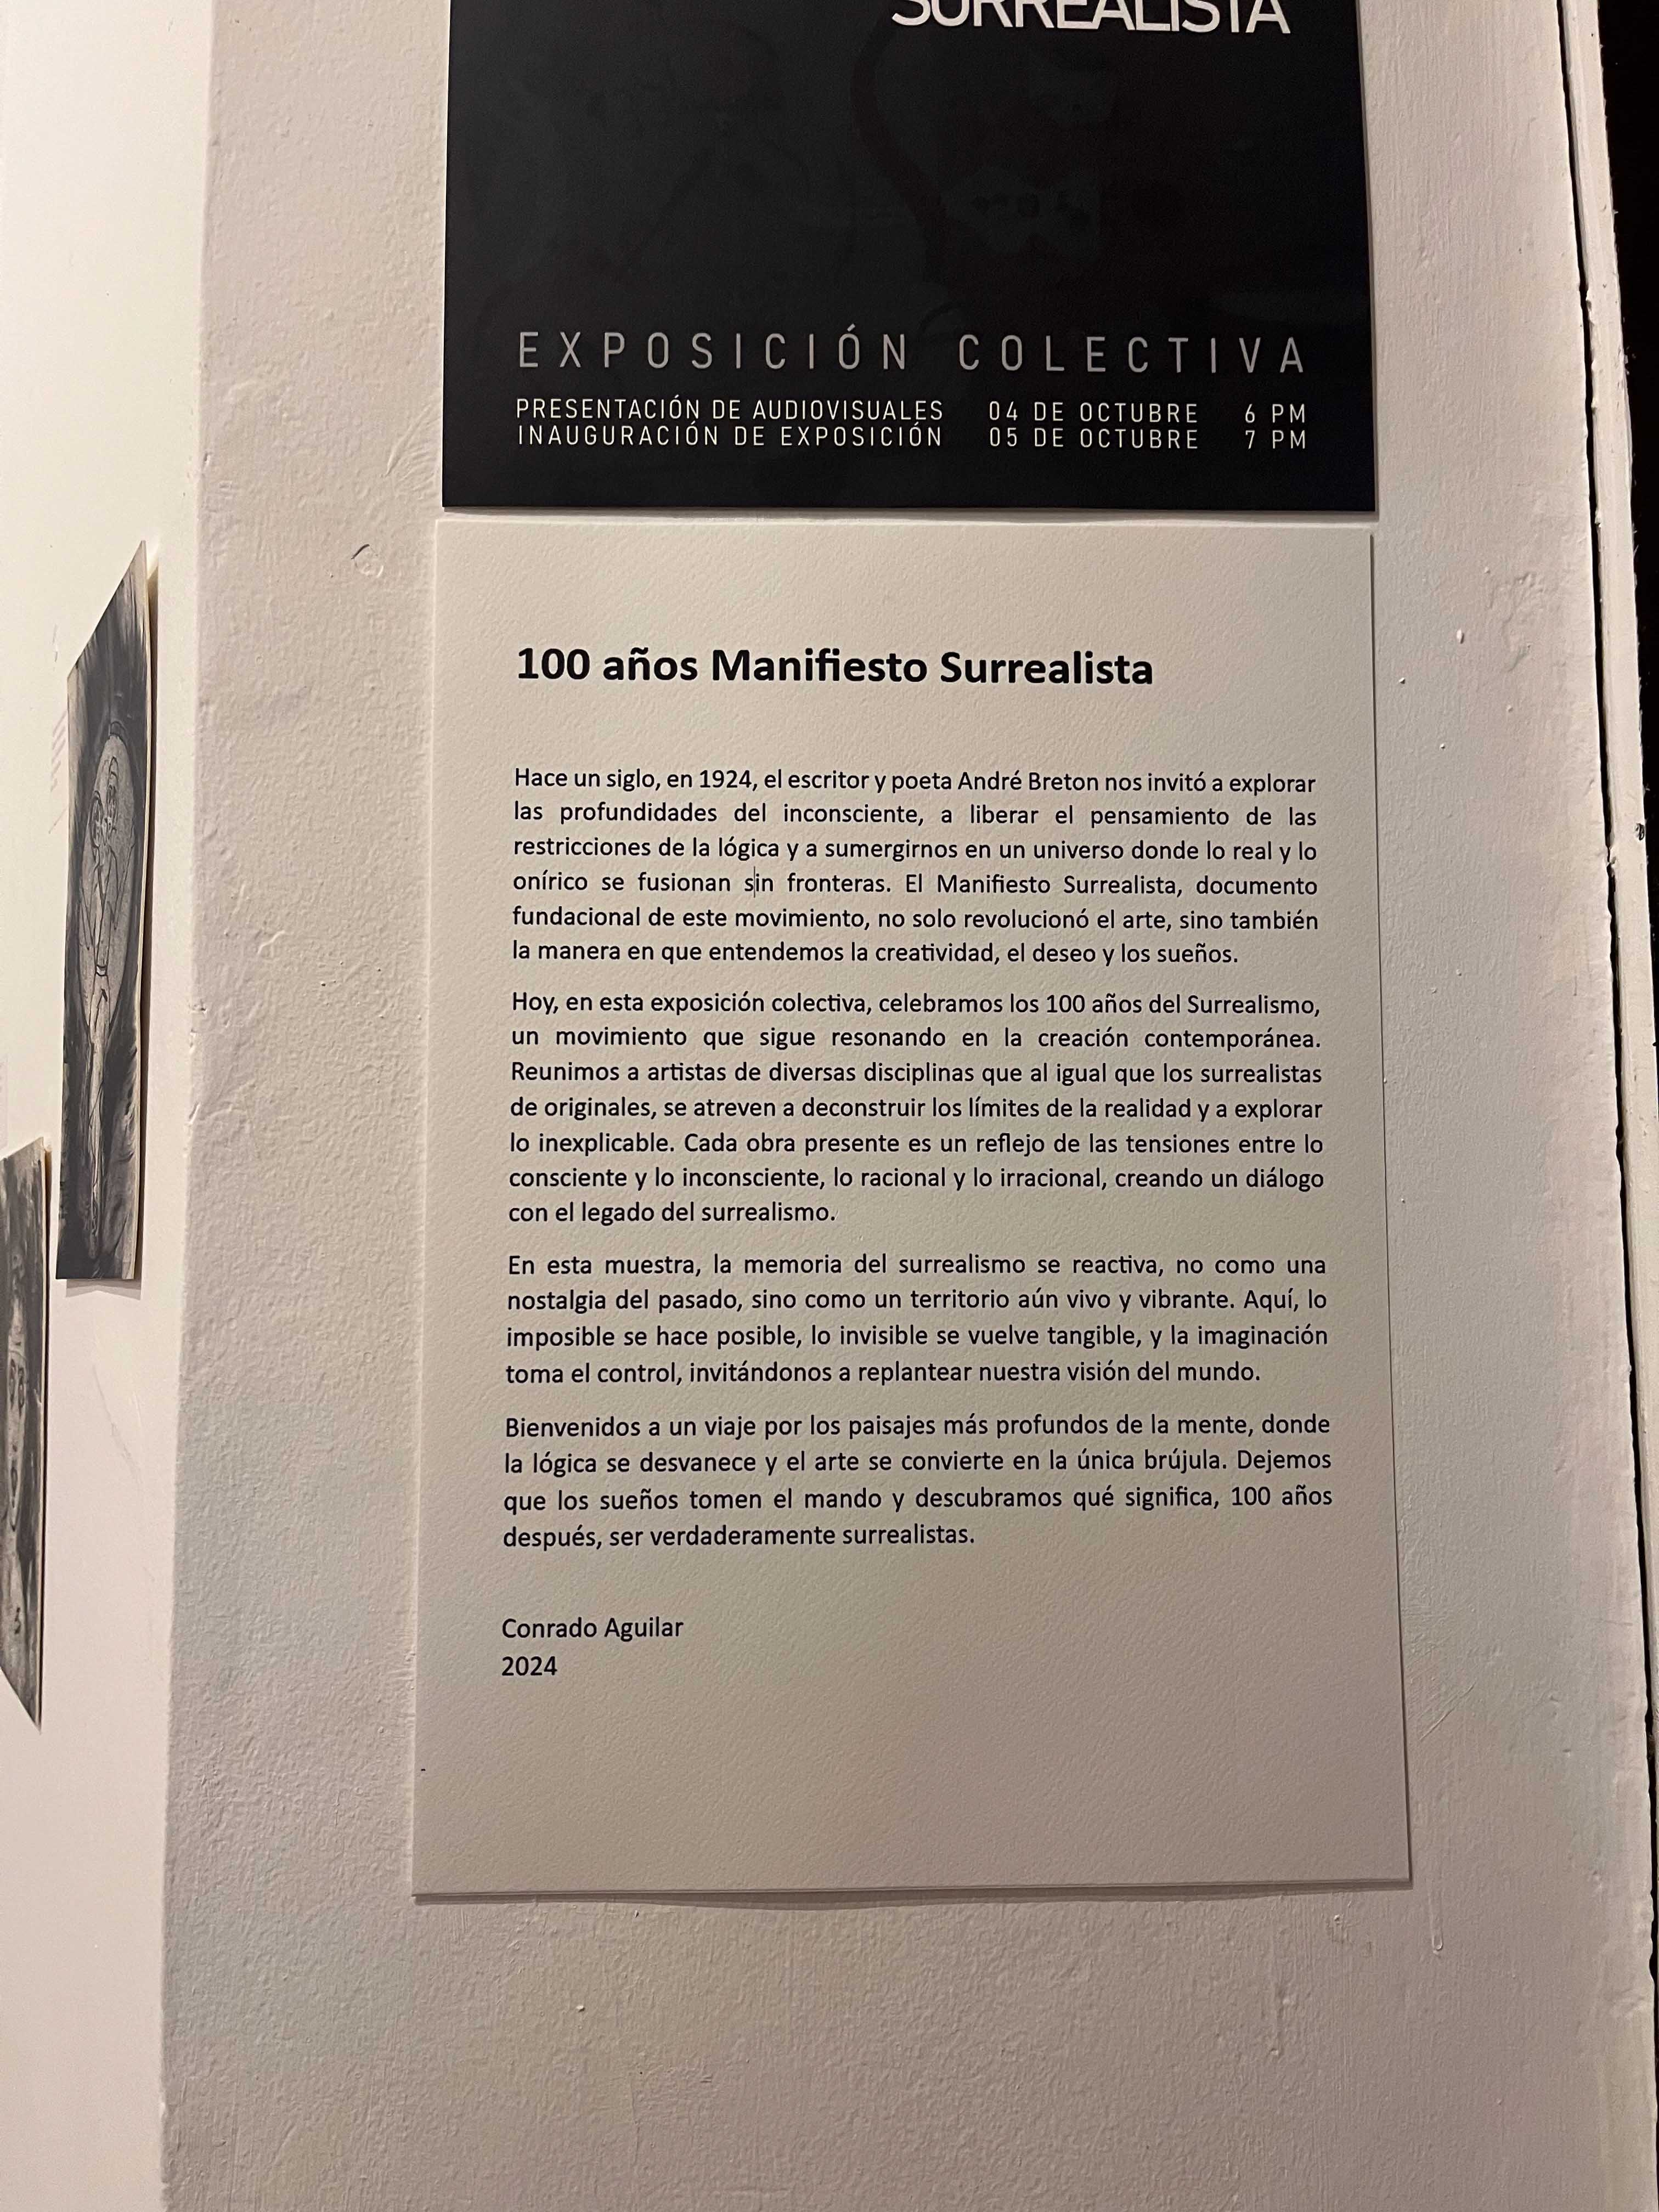 SURREALISTA
EXPOSICIÓN COLECTIVA
PRESENTACIÓN DE AUDIOVISUALES 04 DE OCTUBRE 6 PM
INAUGURACIÓN DE EXPOSICIÓN 05 DE OCTUBRE 7 PM
100 años Manifiesto Surrealista
Hace un siglo, en 1924, el escritor y poeta André Breton nos invitó a explorar
las profundidades del inconsciente, a liberar el pensamiento de las
restricciones de la lógica y a sumergirnos en un universo donde lo real y lo
onírico se fusionan sin fronteras. El Manifiesto Surrealista, documento
fundacional de este movimiento, no solo revolucionó el arte, sino también
la manera en que entendemos la creatividad, el deseo y los sueños.
Hoy, en esta exposición colectiva, celebramos los 100 años del Surrealismo,
un movimiento que sigue resonando en la creación contemporánea.
Reunimos a artistas de diversas disciplinas que al igual que los surrealistas
de originales, se atreven a deconstruir los límites de la realidad y a explorar
lo inexplicable. Cada obra presente es un reflejo de las tensiones entre lo
consciente y lo inconsciente, lo racional y lo irracional, creando un diálogo
con el legado del surrealismo.
En esta muestra, la memoria del surrealismo se reactiva, no como una
nostalgia del pasado, sino como un territorio aún vivo y vibrante. Aquí, lo
imposible se hace posible, lo invisible se vuelve tangible, y la imaginación
toma el control, invitándonos a replantear nuestra visión del mundo.
Bienvenidos a un viaje por los paisajes más profundos de la mente, donde
la lógica se desvanece y el arte se convierte en la única brújula. Dejemos
que los sueños tomen el mando y descubramos qué significa, 100 años
después, ser verdaderamente surrealistas.
Conrado Aguilar
2024